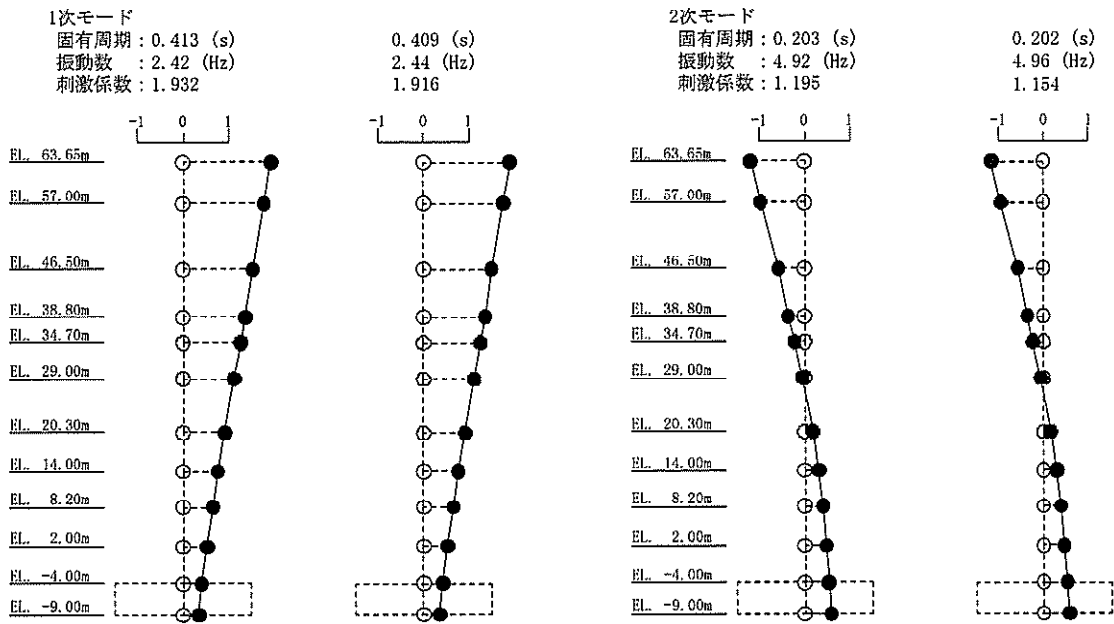 1次モード
固有周期：0.413 (s)
振動数 ：2.42 (Hz)
刺激係数：1.932
0.409 (s)
2.44 (Hz)
1.916
-1 0 1
-1 0 1
EL. 63.65m
EL. 57.00m
EL. 46.50m
EL. 38.80m
EL. 34.70m
EL. 29.00m
EL. 20.30m
EL. 14.00m
EL. 8.20m
EL. 2.00m
EL. -4.00m
EL. -9.00m
2次モード
固有周期：0.203 (s)
振動数 ：4.92 (Hz)
刺激係数：1.195
0.202 (s)
4.96 (Hz)
1.154
-1 0 1
-1 0 1
EL. 63.65m
EL. 57.00m
EL. 46.50m
EL. 38.80m
EL. 34.70m
EL. 29.00m
EL. 20.30m
EL. 14.00m
EL. 8.20m
EL. 2.00m
EL. -4.00m
EL. -9.00m